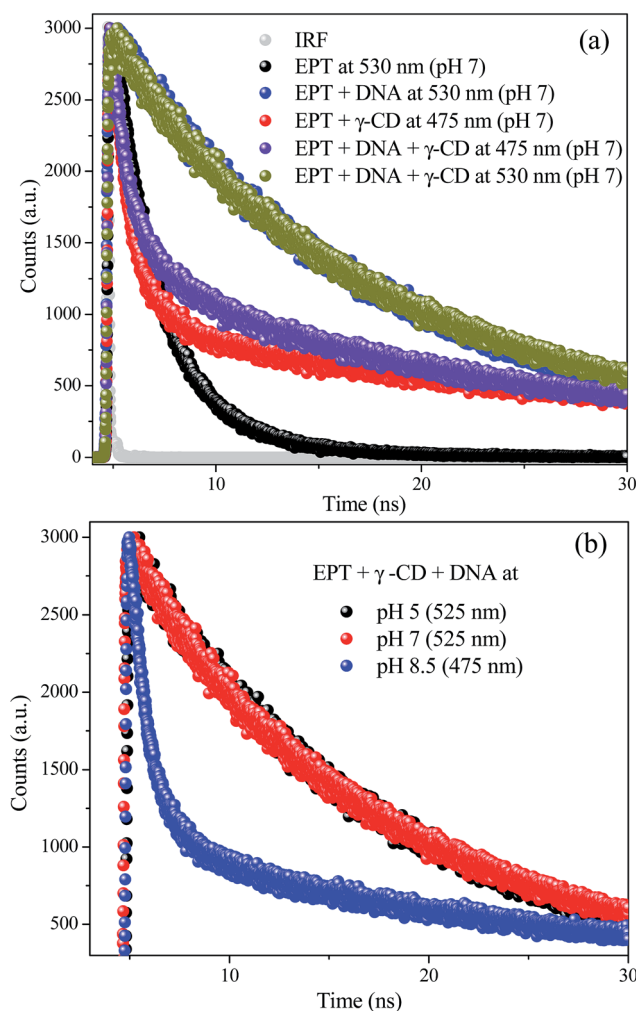 (a)
IRF
EPT at 530 nm (pH 7)
EPT + DNA at 530 nm (pH 7)
EPT + γ-CD at 475 nm (pH 7)
EPT + DNA + γ-CD at 475 nm (pH 7)
EPT + DNA + γ-CD at 530 nm (pH 7)
Counts (a.u.)
3000
2500
2000
1500
1000
500
0
10 20 30
Time (ns)
(b)
EPT + γ -CD + DNA at
pH 5 (525 nm)
pH 7 (525 nm)
pH 8.5 (475 nm)
Counts (a.u.)
3000
2500
2000
1500
1000
500
10 20 30
Time (ns)